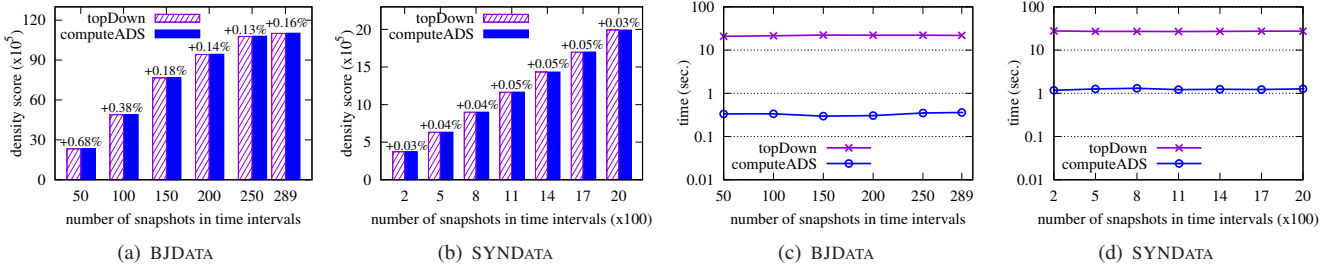 density score (x10⁵)
130
90
60
30
0
topDown
computeADS
+0.68%
+0.38%
+0.18%
+0.14%
+0.13%
+0.16%
50 100 150 200 250 289
number of snapshots in time intervals
(a) BJDATA
density score (x10⁵)
25
20
15
10
5
0
topDown
computeADS
+0.03%
+0.04%
+0.04%
+0.05%
+0.05%
+0.05%
+0.03%
2 5 8 11 14 17 20
number of snapshots in time intervals (x100)
(b) SYNDATA
time (sec.)
100
10
1
0.1
0.01
topDown
computeADS
50 100 150 200 250 289
number of snapshots in time intervals
(c) BJDATA
time (sec.)
100
10
1
0.1
0.01
topDown
computeADS
2 5 8 11 14 17 20
number of snapshots in time intervals (x100)
(d) SYNDATA